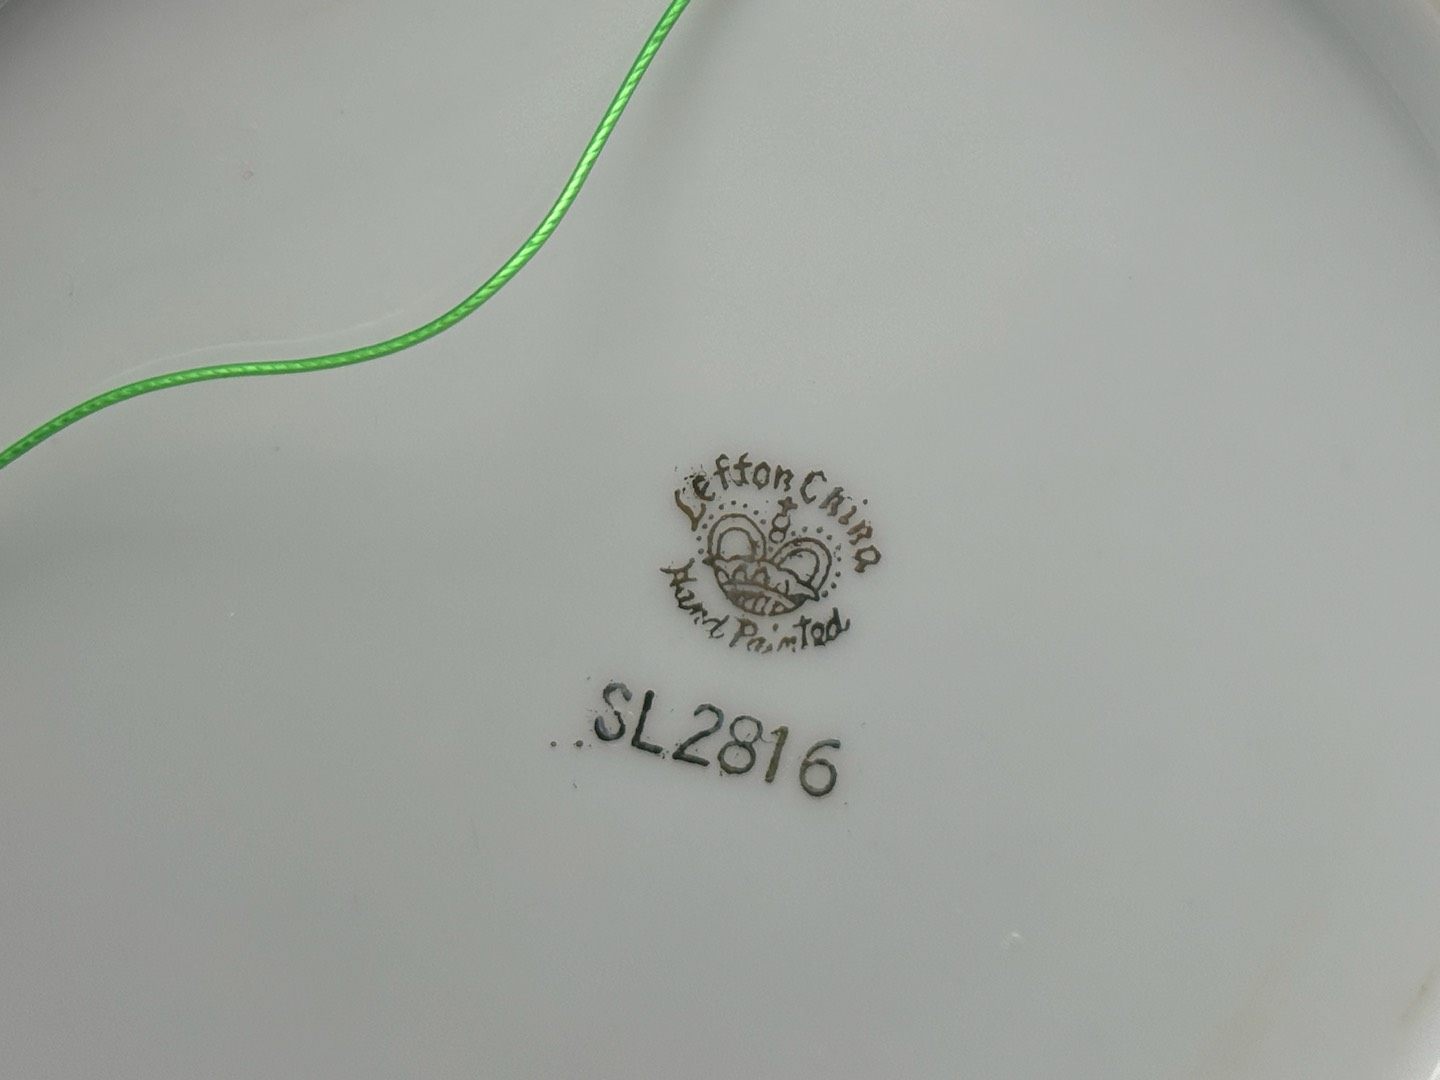 Lefton China
Hand Painted
SL2816